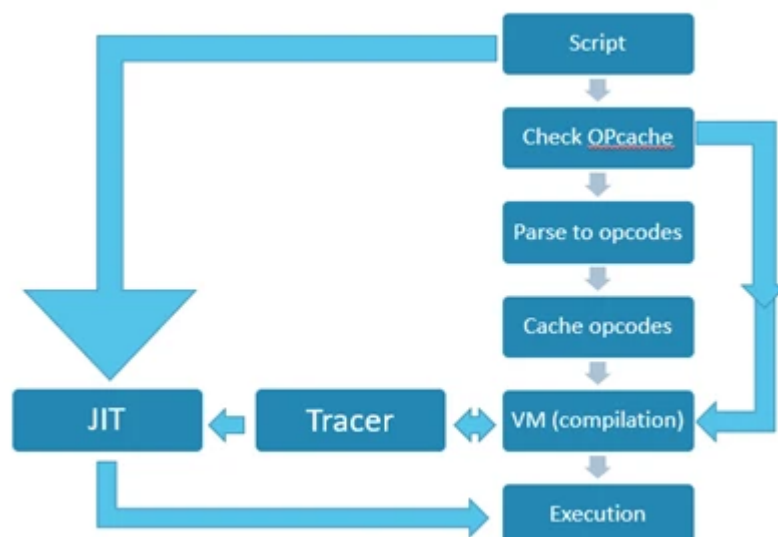 Script
Check OPcache
Parse to opcodes
Cache opcodes
JIT
Tracer
VM (compilation)
Execution